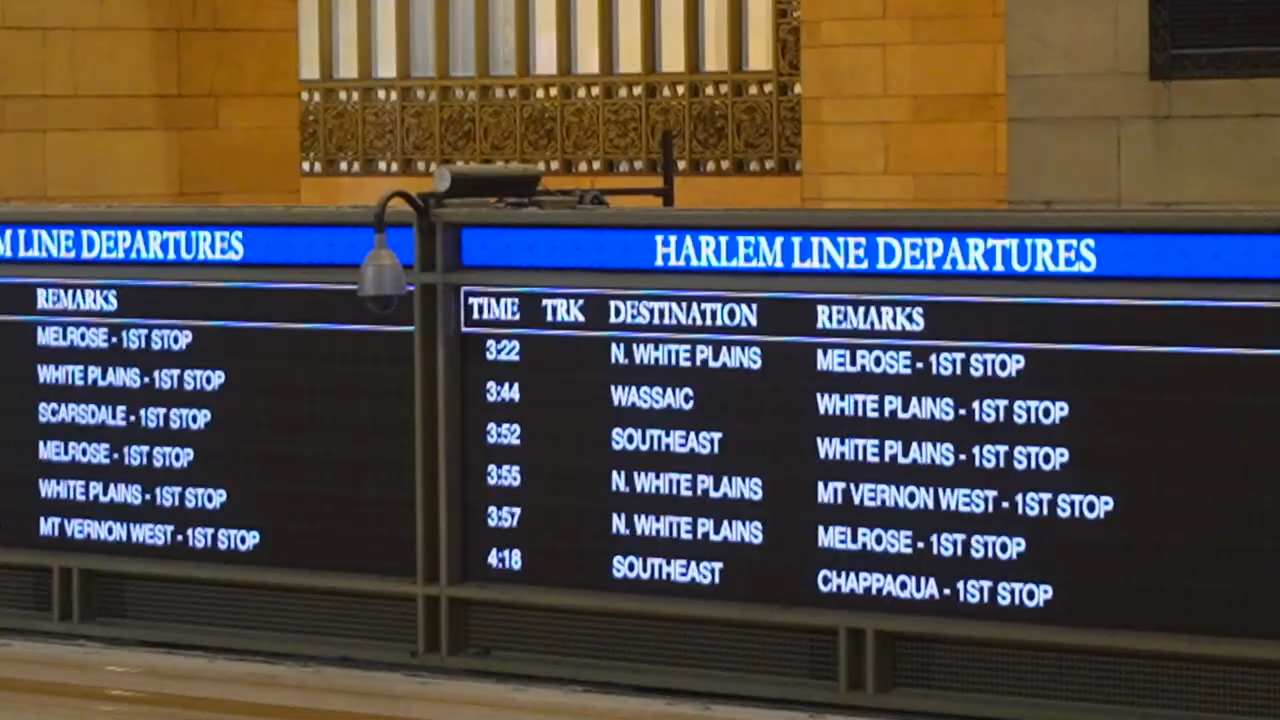 M LINE DEPARTURES
REMARKS
MELROSE - 1ST STOP
WHITE PLAINS - 1ST STOP
SCARSDALE - 1ST STOP
MELROSE - 1ST STOP
WHITE PLAINS - 1ST STOP
MT VERNON WEST - 1ST STOP
HARLEM LINE DEPARTURES
TIME TRK DESTINATION REMARKS
3:22 N. WHITE PLAINS MELROSE - 1ST STOP
3:44 WASSAIC WHITE PLAINS - 1ST STOP
3:52 SOUTHEAST WHITE PLAINS - 1ST STOP
3:55 N. WHITE PLAINS MT VERNON WEST - 1ST STOP
3:57 N. WHITE PLAINS MELROSE - 1ST STOP
4:18 SOUTHEAST CHAPPAQUA - 1ST STOP